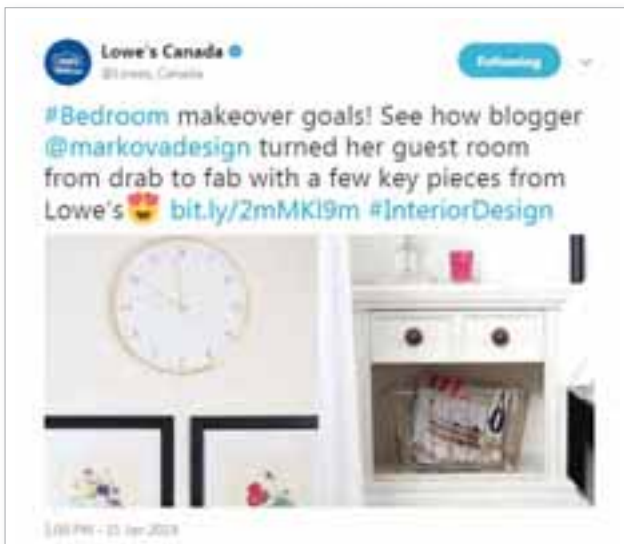 Lowe's Canada
@Lowes_Canada
Following
#Bedroom makeover goals! See how blogger
@markovadesign turned her guest room
from drab to fab with a few key pieces from
Lowe's😍 bit.ly/2mMKl9m #InteriorDesign